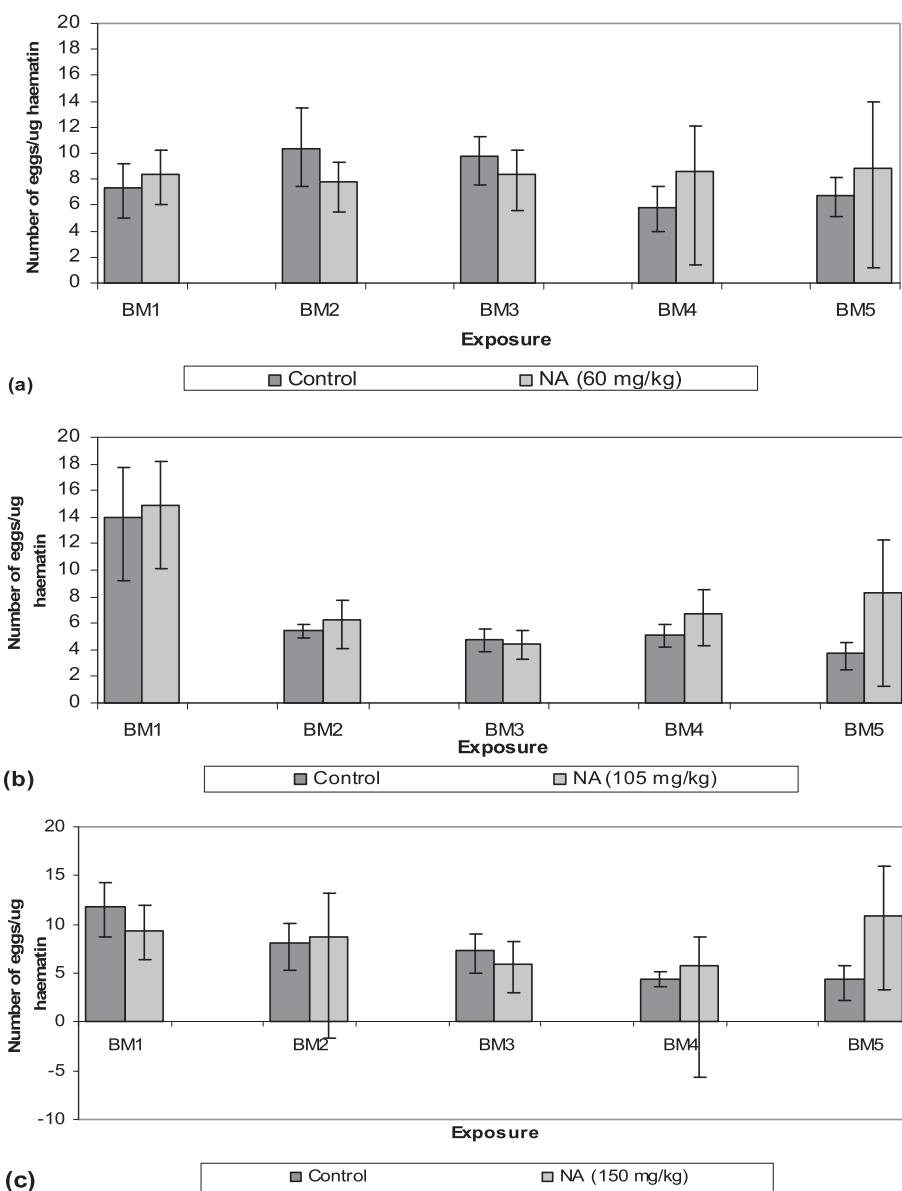 20
18
16
14
12
10
8
6
4
2
0
Number of eggs/ug haematin
BM1 BM2 BM3 BM4 BM5
Exposure
(a)
Control NA (60 mg/kg)
20
18
16
14
12
10
8
6
4
2
0
Number of eggs/ug
haematin
BM1 BM2 BM3 BM4 BM5
Exposure
(b)
Control NA (105 mg/kg)
20
15
10
5
0
-5
-10
Number of eggs/ug
haematin
BM1 BM2 BM3 BM4 BM5
Exposure
(c)
Control NA (150 mg/kg)